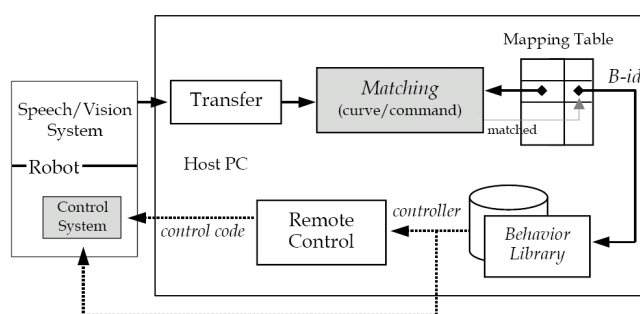 Mapping Table
B-id
Speech/Vision
System
Transfer
Matching
(curve/command)
matched
Robot
Host PC
Control
System
control code
Remote
Control
controller
Behavior
Library